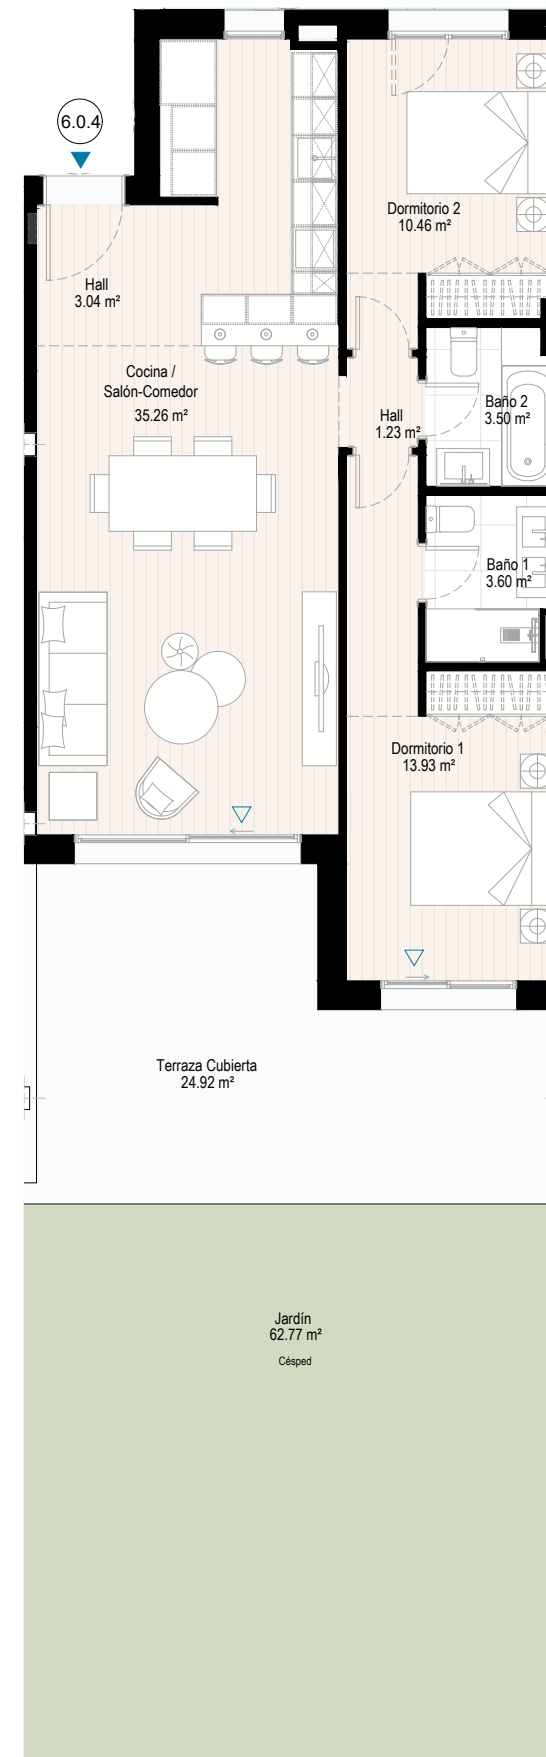 6.0.4
Dormitorio 2
10.46 m²
Hall
3.04 m²
Cocina /
Salón-Comedor
35.26 m²
Hall
1.23 m²
Baño 2
3.50 m²
Baño 1
3.60 m²
Dormitorio 1
13.93 m²
Terraza Cubierta
24.92 m²
Jardín
62.77 m²
Césped